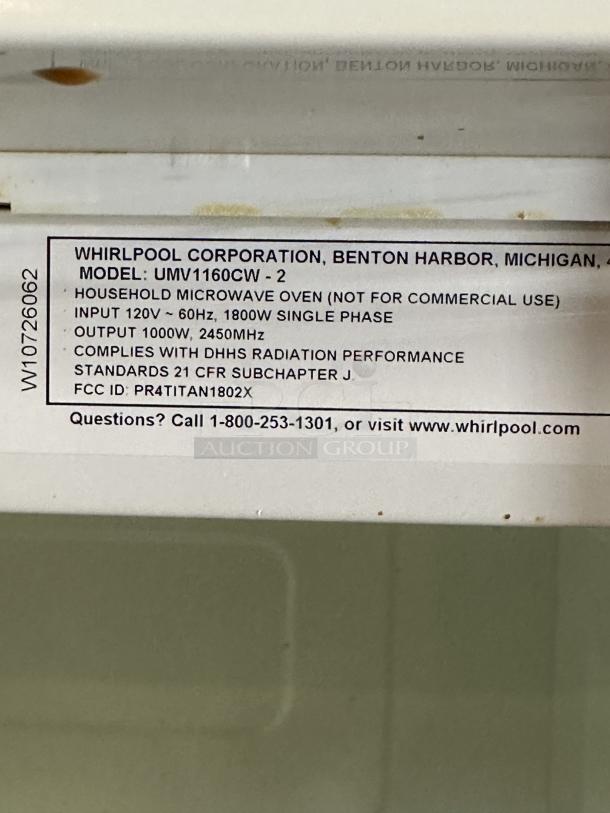 WHIRLPOOL CORPORATION, BENTON HARBOR, MICHIGAN,
MODEL: UMV1160CW - 2
· HOUSEHOLD MICROWAVE OVEN (NOT FOR COMMERCIAL USE)
· INPUT 120V ~ 60Hz, 1800W SINGLE PHASE
· OUTPUT 1000W, 2450MHz
· COMPLIES WITH DHHS RADIATION PERFORMANCE
STANDARDS 21 CFR SUBCHAPTER J.
FCC ID: PR4TITAN1802X
W10726062
Questions? Call 1-800-253-1301, or visit www.whirlpool.com
AUCTION GROUP